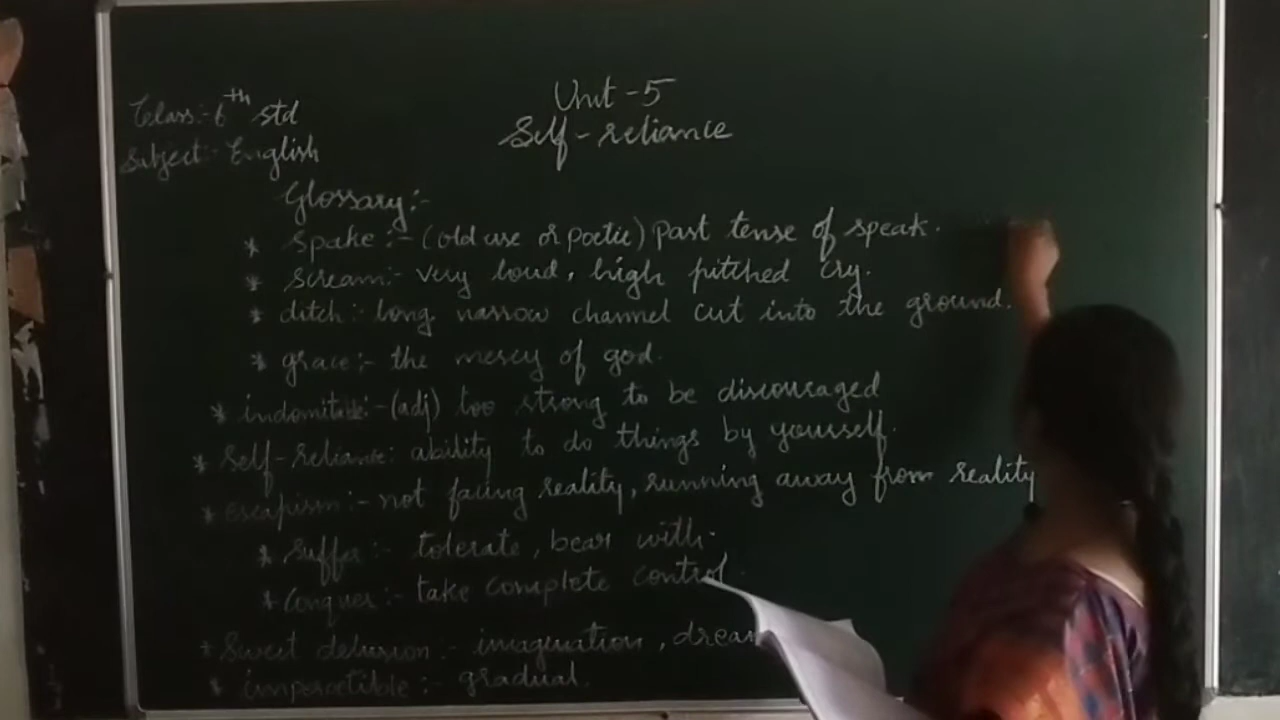 Class:- 6th std
Subject:- English
Unit - 5
Self - reliance
Glossary:-
* Spake :- (old use or poetic) past tense of speak.
* scream:- very loud, high pitched cry.
* ditch :- long narrow channel cut into the ground.
* grace :- the mercy of god.
* indomitable:- (adj) too strong to be discouraged
* Self-reliance: ability to do things by yourself.
* escapism :- not facing reality, running away from reality
* Suffer :- tolerate, bear with.
* Conquer :- take complete control.
* Sweet delusion :- imagination,
* impercetible :- gradual.